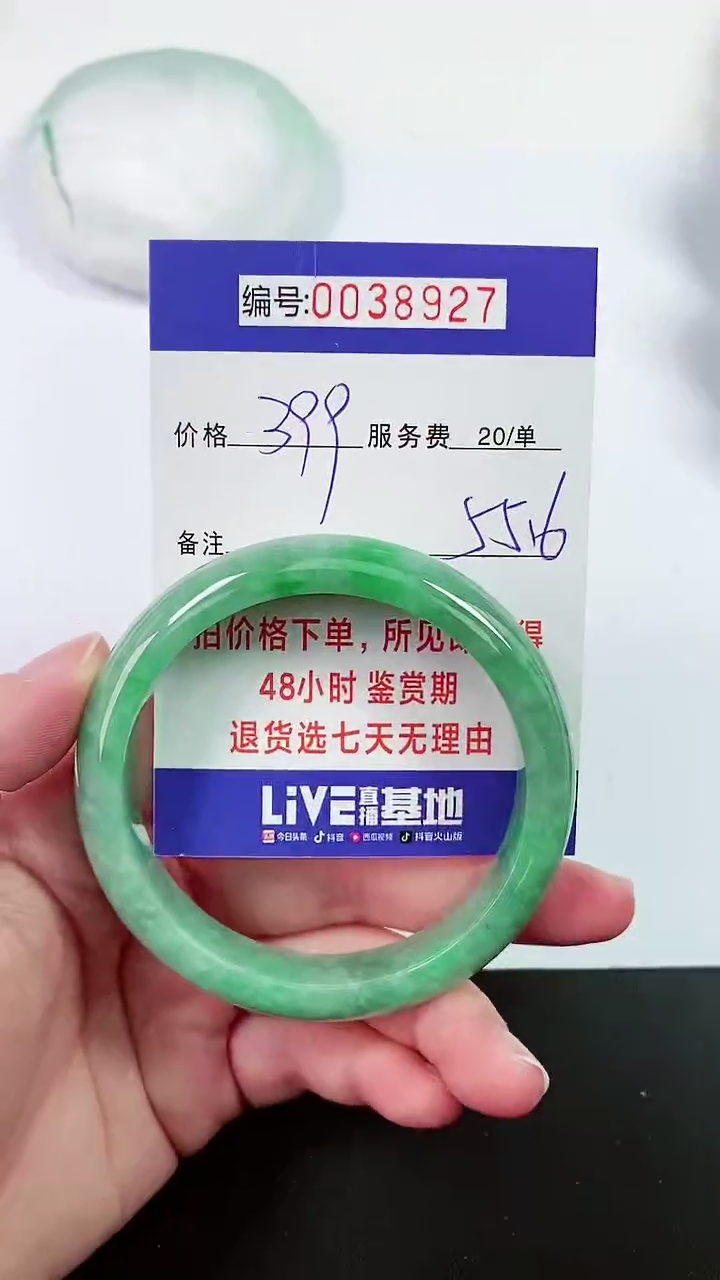 编号:0038927
价格 399 服务费 20/单
备注 55.6
拍价格下单，所见 得
48小时 鉴赏期
退货选七天无理由
LiVE直播基地
今日头条 抖音 西瓜视频 抖音火山版